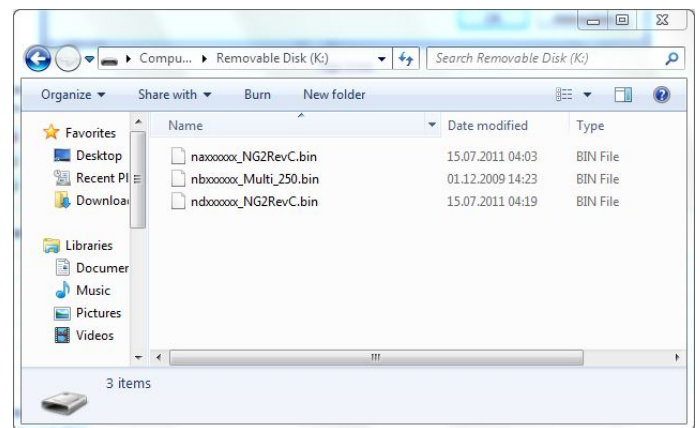 Compu... Removable Disk (K:) Search Removable Disk (K:)
Organize Share with Burn New folder
Favorites
Desktop
Recent Pl
Downloa
Libraries
Documen
Music
Pictures
Videos
Name Date modified Type
naxxxxxx_NG2RevC.bin 15.07.2011 04:03 BIN File
nbxxxxxx_Multi_250.bin 01.12.2009 14:23 BIN File
ndxxxxxx_NG2RevC.bin 15.07.2011 04:19 BIN File
3 items